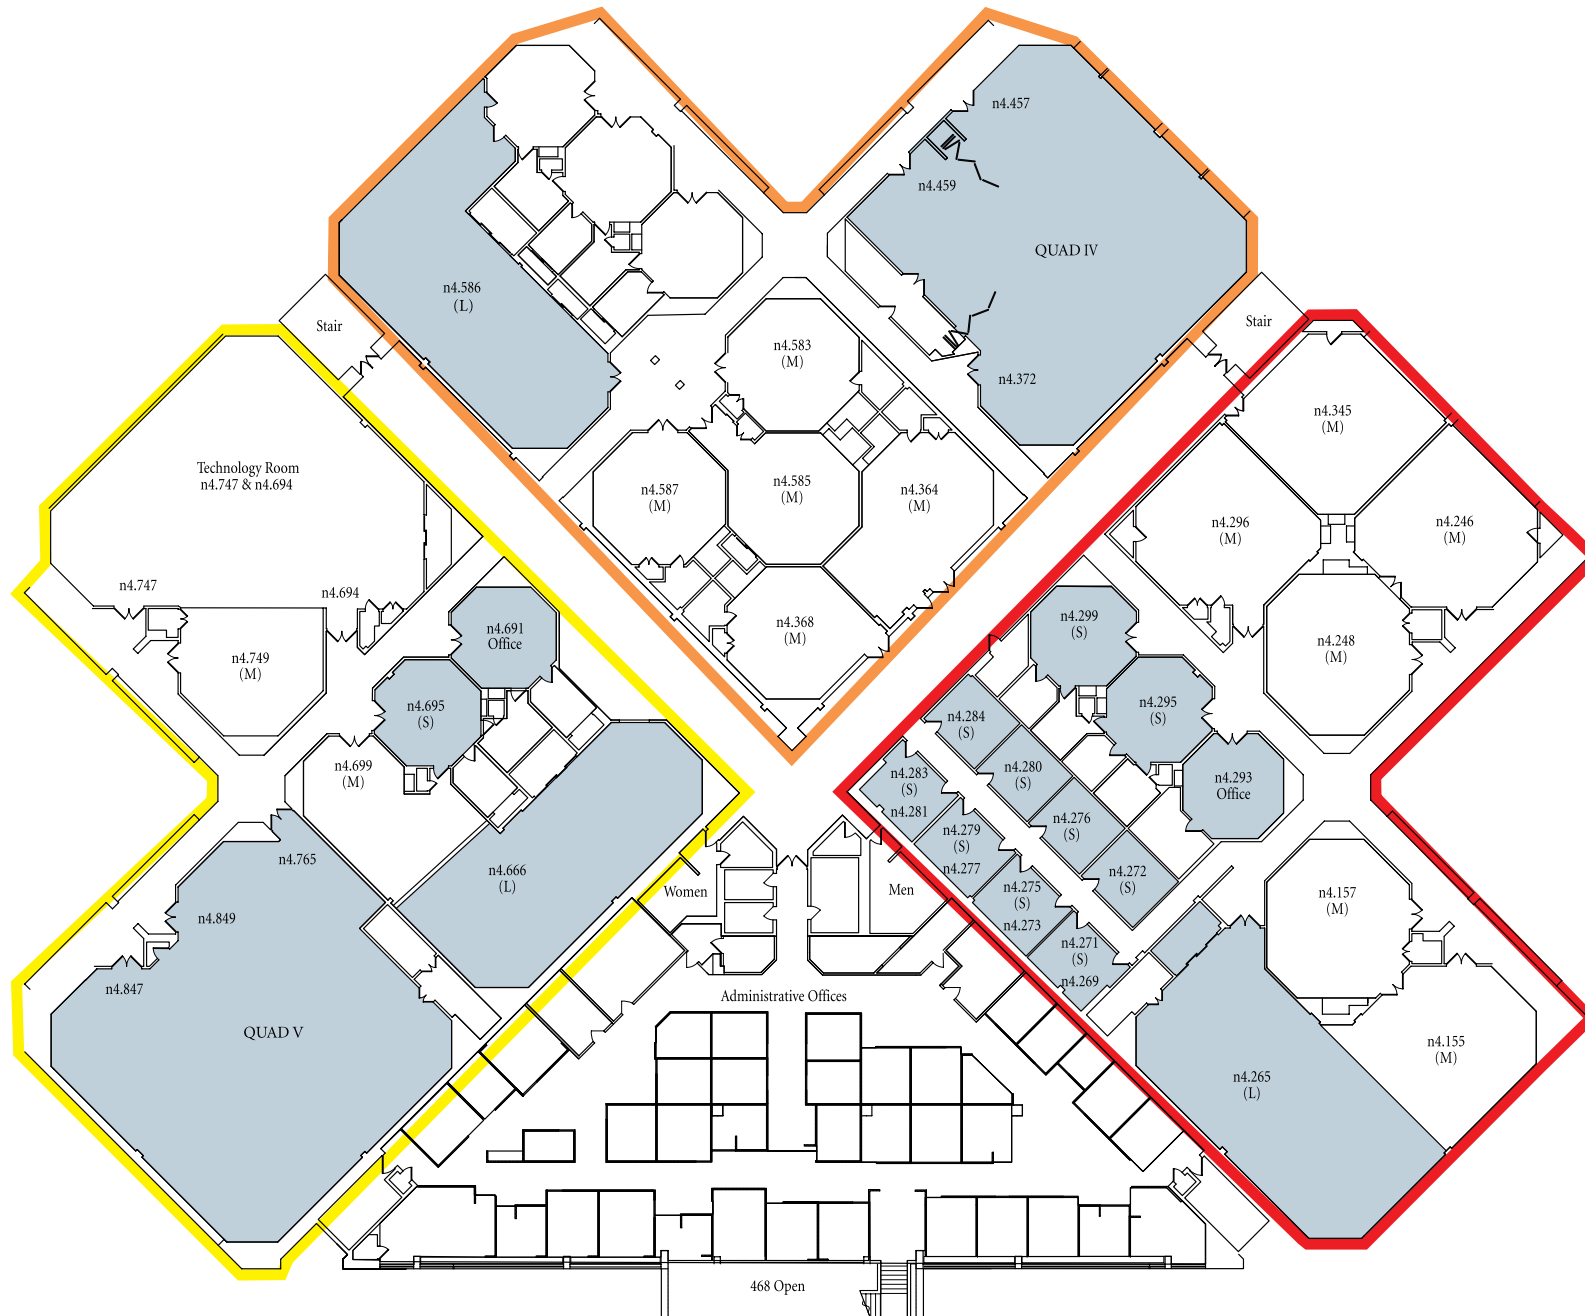 n4.457
n4.459
QUAD IV
n4.586
(L)
Stair
Stair
n4.583
(M)
n4.372
n4.345
(M)
Technology Room
n4.747 & n4.694
n4.587
(M)
n4.585
(M)
n4.364
(M)
n4.296
(M)
n4.246
(M)
n4.747
n4.694
n4.691
Office
n4.368
(M)
n4.299
(S)
n4.248
(M)
n4.749
(M)
n4.695
(S)
n4.284
(S)
n4.295
(S)
n4.699
(M)
n4.283
(S)
n4.281
n4.280
(S)
n4.293
Office
n4.279
(S)
n4.277
n4.276
(S)
n4.765
n4.666
(L)
Women
Men
n4.275
(S)
n4.273
n4.272
(S)
n4.157
(M)
n4.849
n4.271
(S)
n4.269
n4.847
Administrative Offices
QUAD V
n4.155
(M)
n4.265
(L)
468 Open